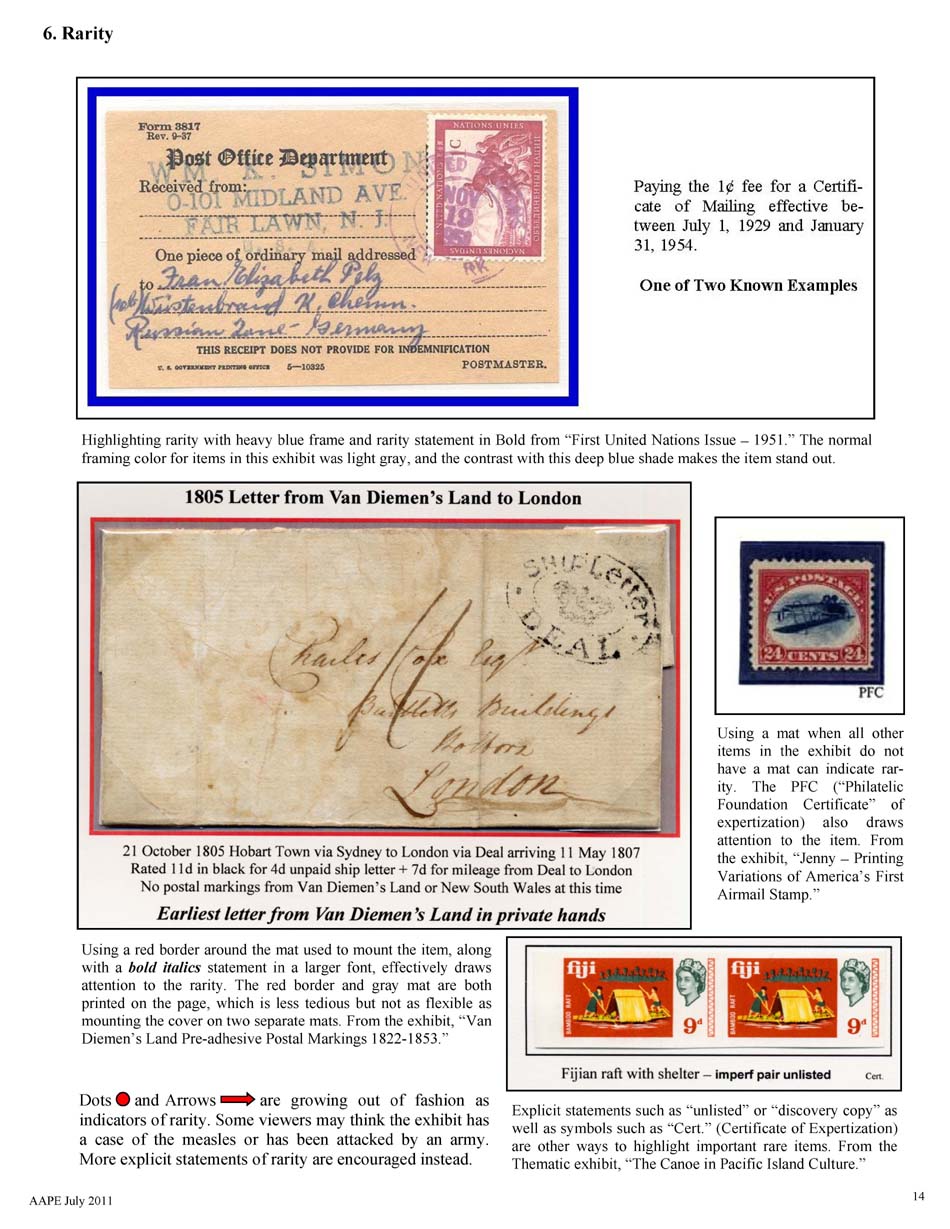 6. Rarity
Form 3817
Rev. 9-37
Post Office Department
WM. K. SIMON
Received from:
0-101 MIDLAND AVE.
FAIR LAWN, N. J.
U. S. A.
One piece of ordinary mail addressed
to Frau Elizabeth Pelz
Wüstenbrand K. Chemn.
Russian Zone - Germany
THIS RECEIPT DOES NOT PROVIDE FOR INDEMNIFICATION
U. S. GOVERNMENT PRINTING OFFICE 5—10325 POSTMASTER.
NATIONS UNIES
1C
UNITED NATIONS
ОБЪЕДИНЕННЫЕ НАЦИИ
NACIONES UNIDAS
NOV
19
Paying the 1¢ fee for a Certifi-
cate of Mailing effective be-
tween July 1, 1929 and January
31, 1954.
One of Two Known Examples
Highlighting rarity with heavy blue frame and rarity statement in Bold from “First United Nations Issue – 1951.” The normal
framing color for items in this exhibit was light gray, and the contrast with this deep blue shade makes the item stand out.
1805 Letter from Van Diemen’s Land to London
SHIP Letter
DEAL
Charles Cox Esqr
Bartletts Buildings
Holborn
London
21 October 1805 Hobart Town via Sydney to London via Deal arriving 11 May 1807
Rated 11d in black for 4d unpaid ship letter + 7d for mileage from Deal to London
No postal markings from Van Diemen’s Land or New South Wales at this time
Earliest letter from Van Diemen’s Land in private hands
U.S. POSTAGE
24 CENTS 24
PFC
Using a mat when all other
items in the exhibit do not
have a mat can indicate rar-
ity. The PFC (“Philatelic
Foundation Certificate” of
expertization) also draws
attention to the item. From
the exhibit, “Jenny – Printing
Variations of America’s First
Airmail Stamp.”
Using a red border around the mat used to mount the item, along
with a bold italics statement in a larger font, effectively draws
attention to the rarity. The red border and gray mat are both
printed on the page, which is less tedious but not as flexible as
mounting the cover on two separate mats. From the exhibit, “Van
Diemen’s Land Pre-adhesive Postal Markings 1822-1853.”
fiji
BAMBOO RAFT
9d
fiji
BAMBOO RAFT
9d
Fijian raft with shelter – imperf pair unlisted Cert.
Dots and Arrows are growing out of fashion as
indicators of rarity. Some viewers may think the exhibit has
a case of the measles or has been attacked by an army.
More explicit statements of rarity are encouraged instead.
Explicit statements such as “unlisted” or “discovery copy” as
well as symbols such as “Cert.” (Certificate of Expertization)
are other ways to highlight important rare items. From the
Thematic exhibit, “The Canoe in Pacific Island Culture.”
AAPE July 2011
14